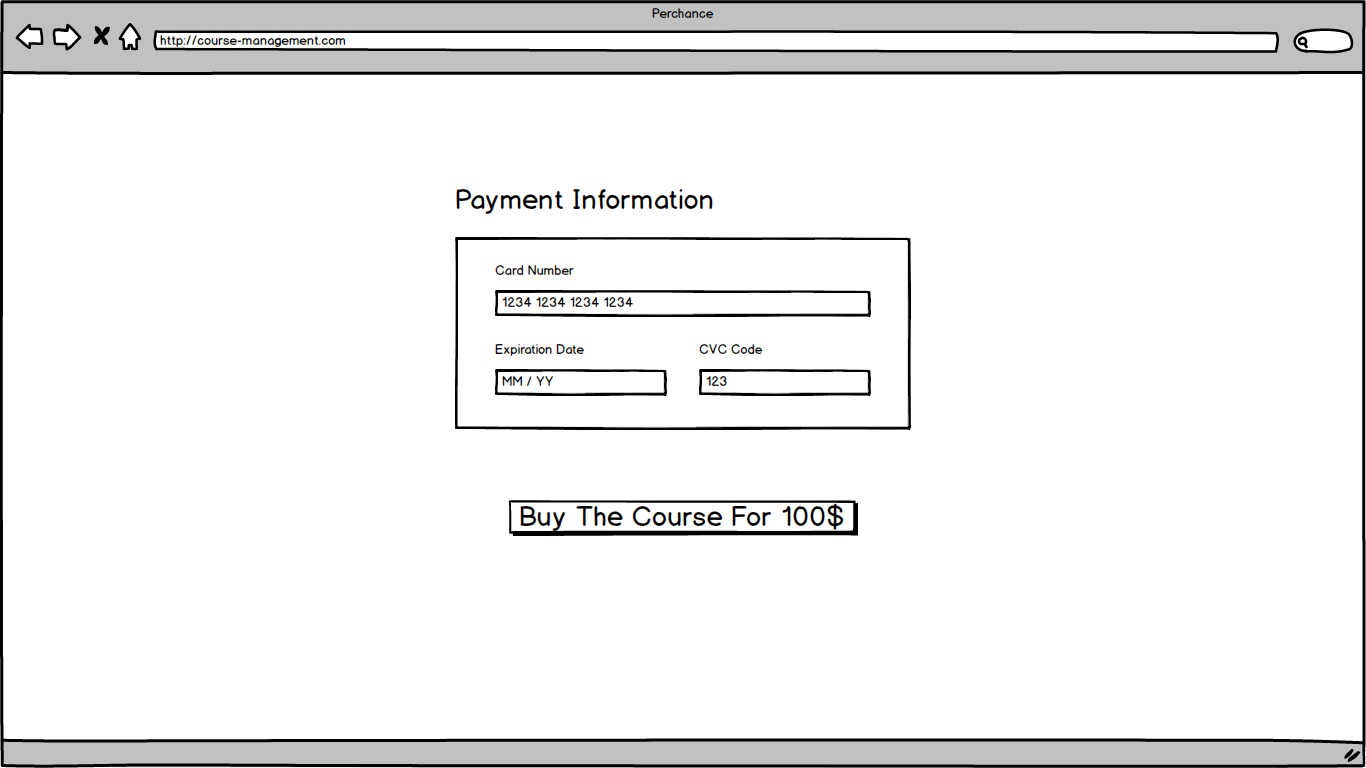 Perchance
http://course-management.com
Payment Information
Card Number
1234 1234 1234 1234
Expiration Date
CVC Code
MM / YY
123
Buy The Course For 100$